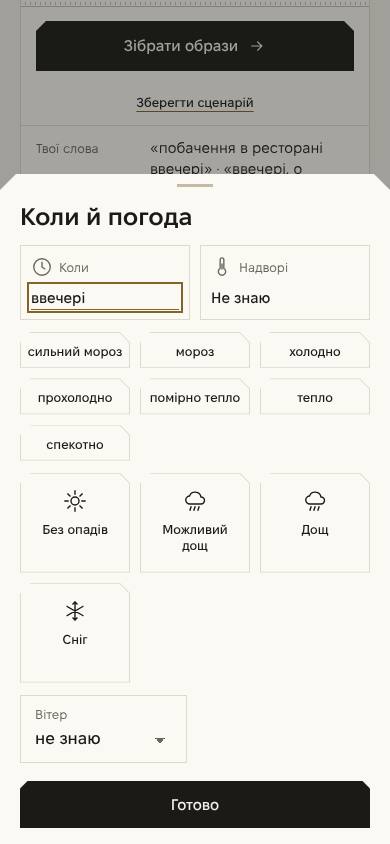 Зібрати образи →
Зберегти сценарій
Твої слова
«побачення в ресторані
ввечері» · «ввечері, о
Коли й погода
Коли
Надворі
ввечері
Не знаю
сильний мороз
мороз
холодно
прохолодно
помірно тепло
тепло
спекотно
Без опадів
Можливий
дощ
Дощ
Сніг
Вітер
не знаю
Готово